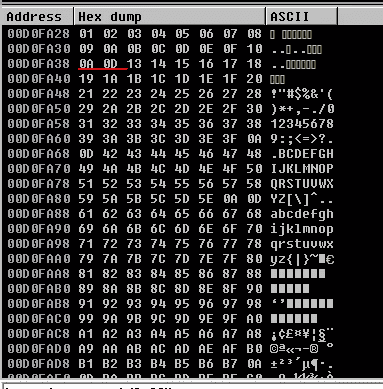 Address Hex dump ASCII
00D0FA28 01 02 03 04 05 06 07 08
00D0FA30 09 0A 0B 0C 0D 0E 0F 10
00D0FA38 0A 0D 13 14 15 16 17 18
00D0FA40 19 1A 1B 1C 1D 1E 1F 20
00D0FA48 21 22 23 24 25 26 27 28 !"#$%&'(
00D0FA50 29 2A 2B 2C 2D 2E 2F 30 )*+,-./0
00D0FA58 31 32 33 34 35 36 37 38 12345678
00D0FA60 39 3A 3B 3C 3D 3E 3F 0A 9:;<=>?.
00D0FA68 0D 42 43 44 45 46 47 48 .BCDEFGH
00D0FA70 49 4A 4B 4C 4D 4E 4F 50 IJKLMNOP
00D0FA78 51 52 53 54 55 56 57 58 QRSTUVWX
00D0FA80 59 5A 5B 5C 5D 5E 0A 0D YZ[\]^..
00D0FA88 61 62 63 64 65 66 67 68 abcdefgh
00D0FA90 69 6A 6B 6C 6D 6E 6F 70 ijklmnop
00D0FA98 71 72 73 74 75 76 77 78 qrstuvwx
00D0FAA0 79 7A 7B 7C 7D 7E 7F 80 yz{|}~■€
00D0FAA8 81 82 83 84 85 86 87 88
00D0FAB0 89 8A 8B 8C 8D 8E 8F 90
00D0FAB8 91 92 93 94 95 96 97 98
00D0FAC0 99 9A 9B 9C 9D 9E 9F A0
00D0FAC8 A1 A2 A3 A4 A5 A6 A7 A8 ¡¢£¤¥¦§¨
00D0FAD0 A9 AA AB AC AD AE AF B0 ©ª«¬-®¯°
00D0FAD8 B1 B2 B3 B4 B5 B6 B7 0A ±²³´µ¶·.